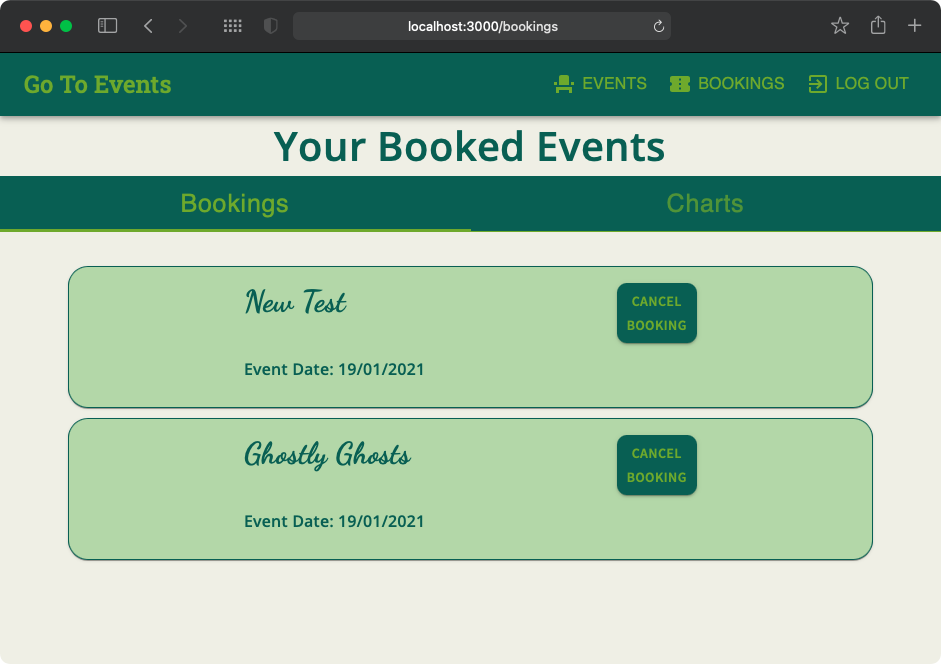 localhost:3000/bookings
Go To Events
EVENTS
BOOKINGS
LOG OUT
Your Booked Events
Bookings
Charts
New Test
CANCEL
BOOKING
Event Date: 19/01/2021
Ghostly Ghosts
CANCEL
BOOKING
Event Date: 19/01/2021